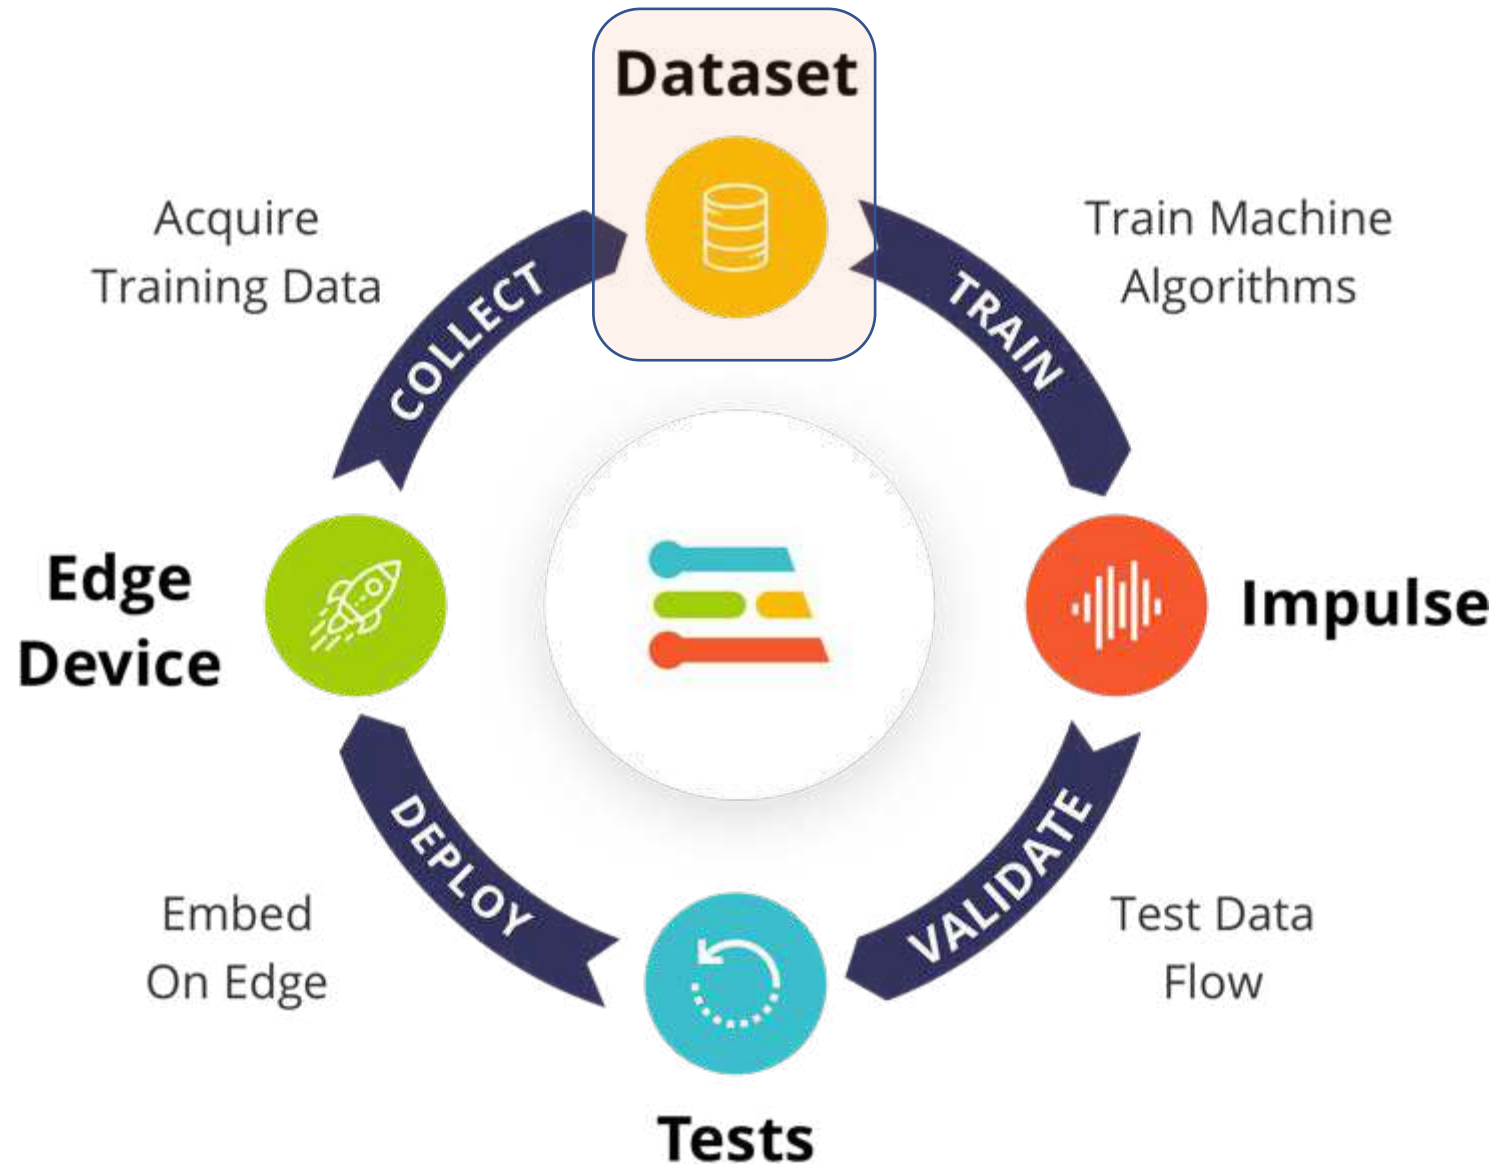 Dataset
Acquire
Training Data
COLLECT
TRAIN
Train Machine
Algorithms
Edge
Device
Impulse
DEPLOY
VALIDATE
Embed
On Edge
Test Data
Flow
Tests